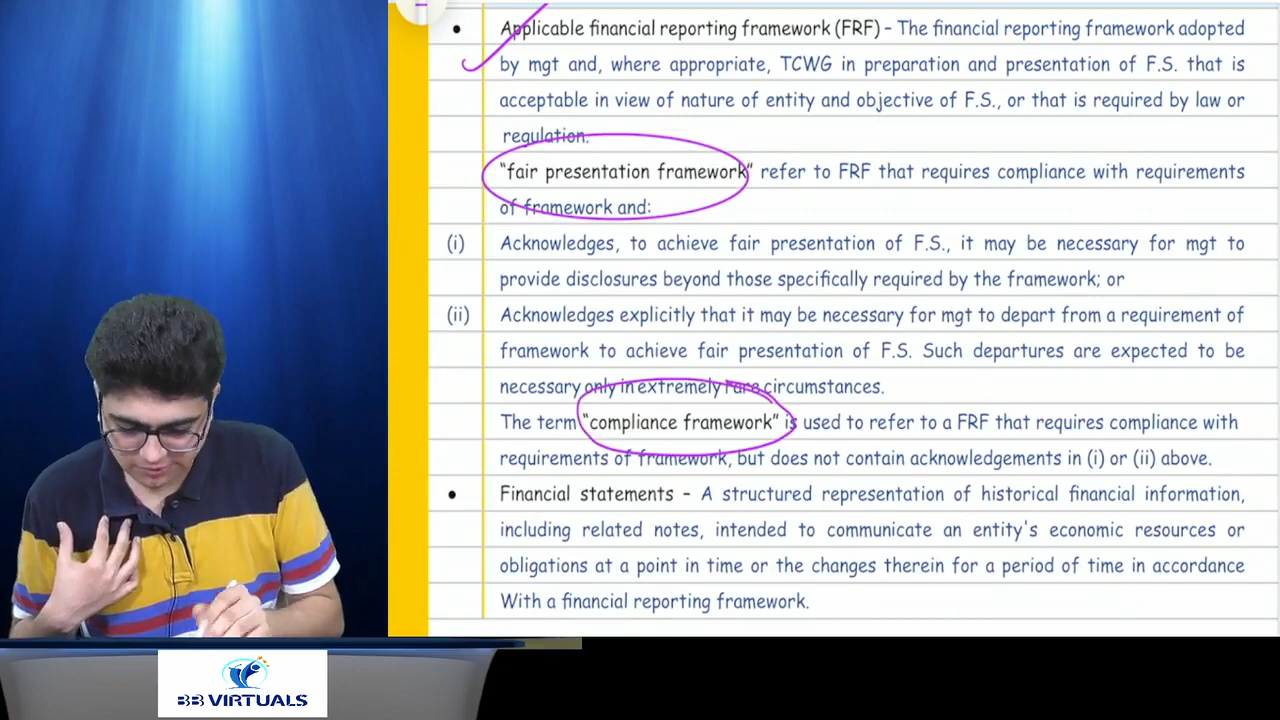 • Applicable financial reporting framework (FRF) – The financial reporting framework adopted
by mgt and, where appropriate, TCWG in preparation and presentation of F.S. that is
acceptable in view of nature of entity and objective of F.S., or that is required by law or
regulation.
"fair presentation framework" refer to FRF that requires compliance with requirements
of framework and:
(i) Acknowledges, to achieve fair presentation of F.S., it may be necessary for mgt to
provide disclosures beyond those specifically required by the framework; or
(ii) Acknowledges explicitly that it may be necessary for mgt to depart from a requirement of
framework to achieve fair presentation of F.S. Such departures are expected to be
necessary only in extremely rare circumstances.
The term "compliance framework" is used to refer to a FRF that requires compliance with
requirements of framework, but does not contain acknowledgements in (i) or (ii) above.
• Financial statements – A structured representation of historical financial information,
including related notes, intended to communicate an entity's economic resources or
obligations at a point in time or the changes therein for a period of time in accordance
With a financial reporting framework.
BB VIRTUALS